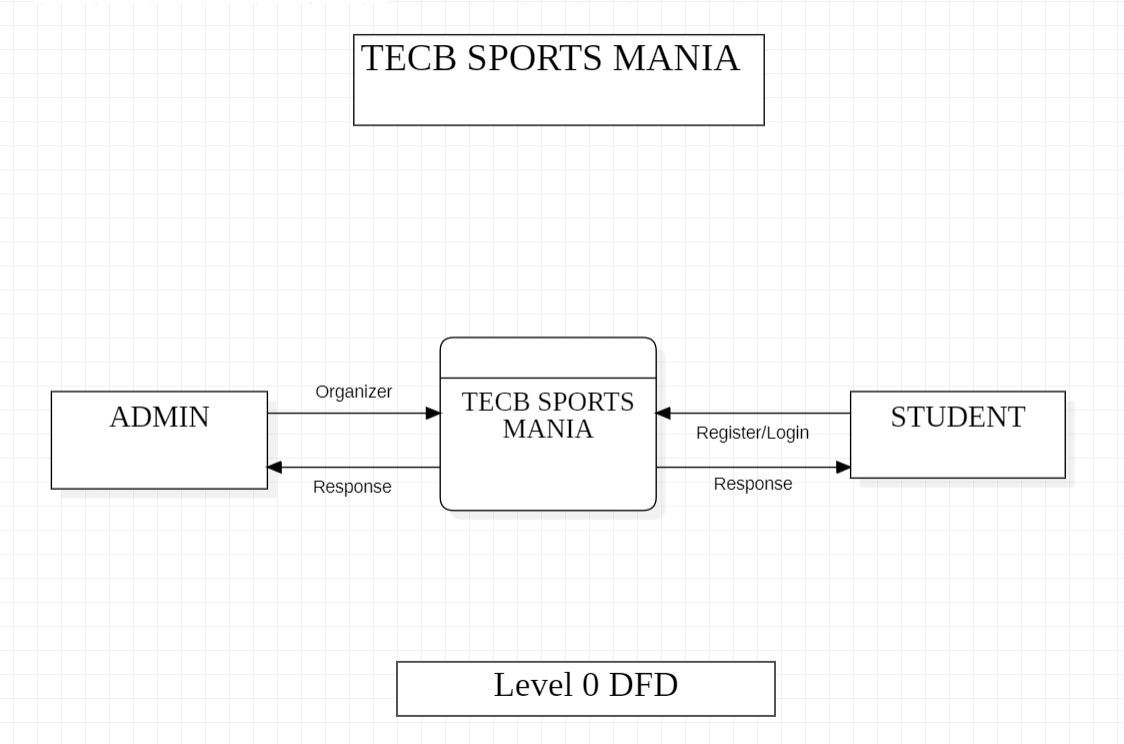 TECB SPORTS MANIA
Organizer
ADMIN
Response
TECB SPORTS
MANIA
Register/Login
Response
STUDENT
Level 0 DFD